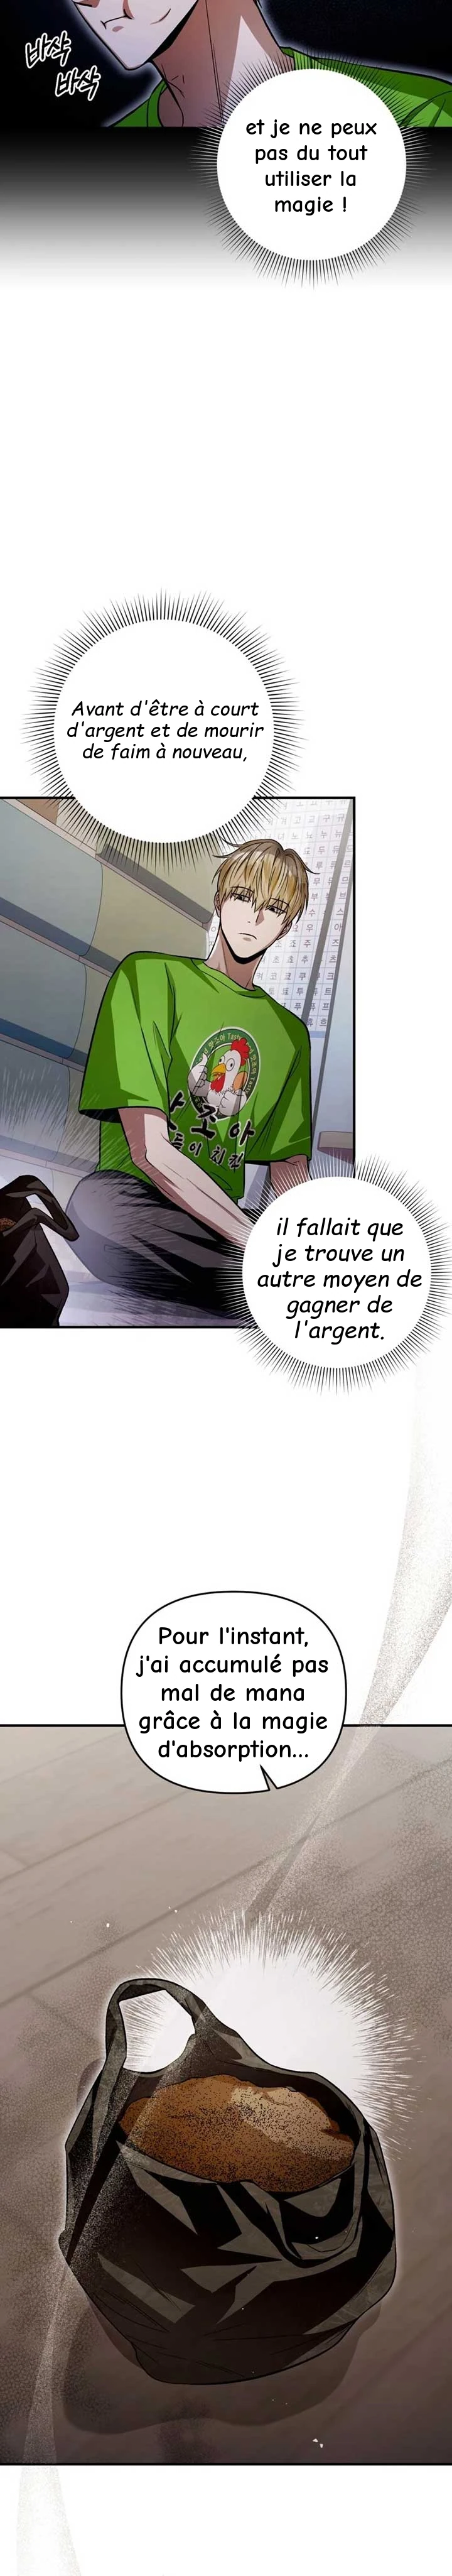 바삭
바삭
et je ne peux
pas du tout
utiliser la
magie !
Avant d'être à court
d'argent et de mourir
de faim à nouveau,
il fallait que
je trouve un
autre moyen de
gagner de
l'argent.
Pour l'instant,
j'ai accumulé pas
mal de mana
grâce à la magie
d'absorption...